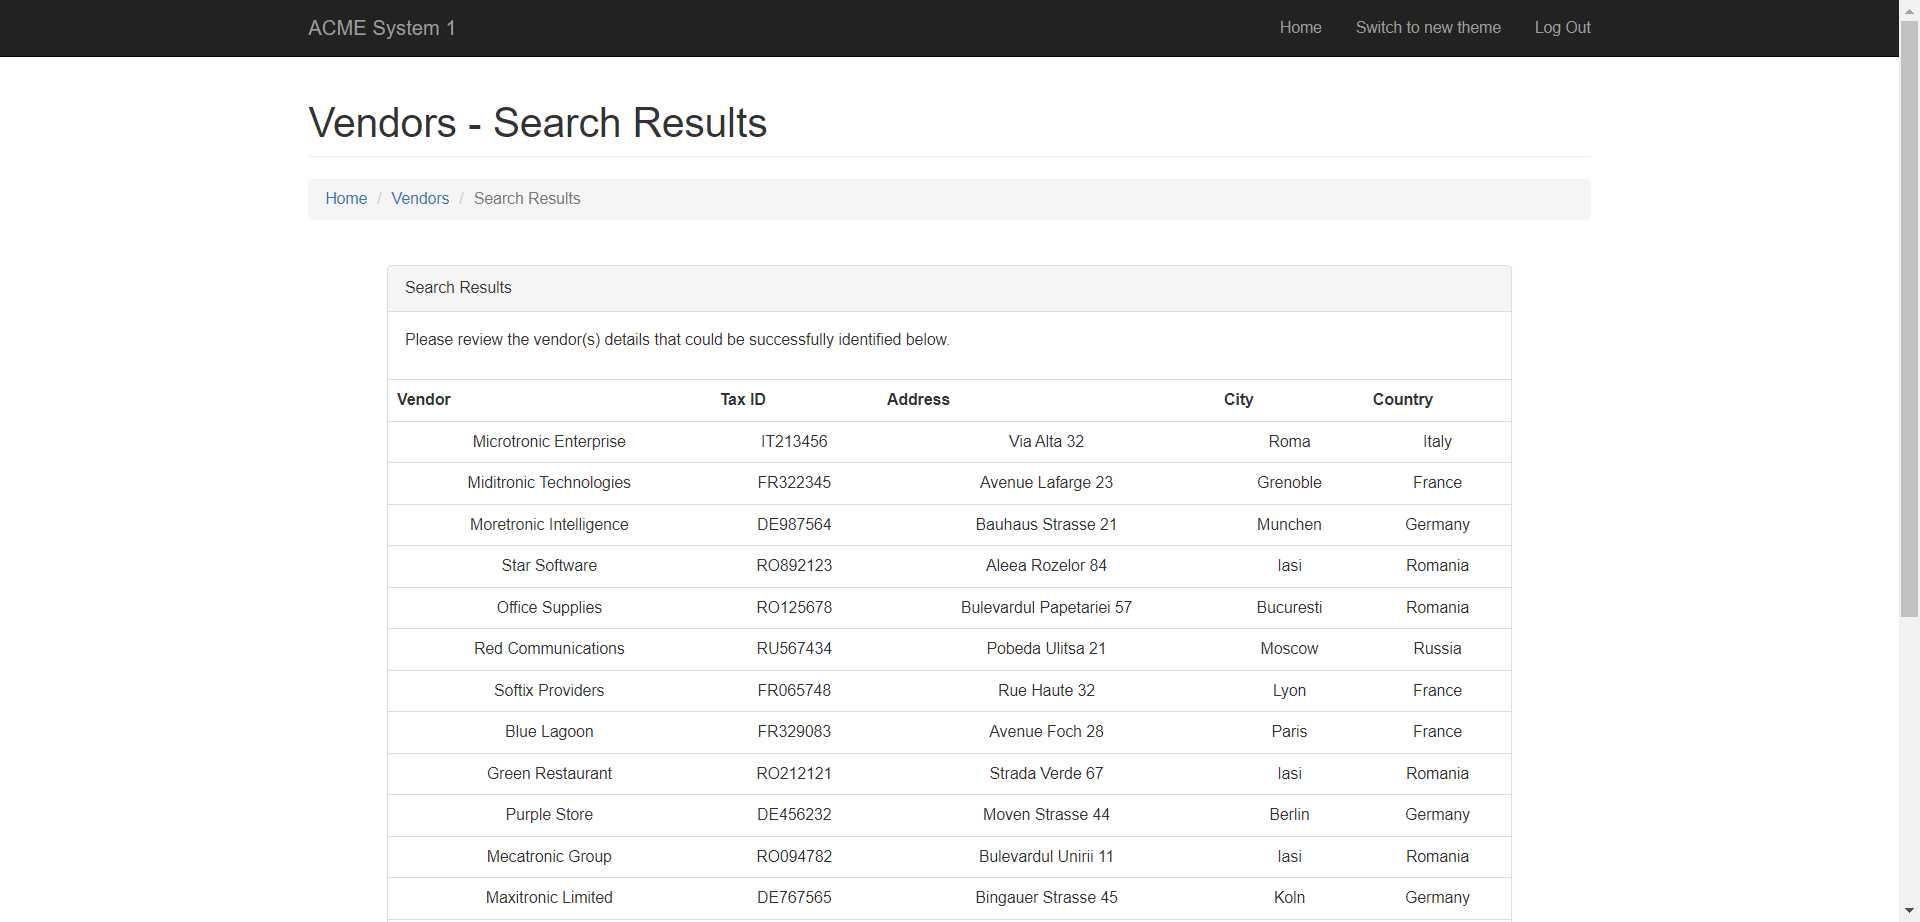 ACME System 1 Home Switch to new theme Log Out
Vendors - Search Results
Home / Vendors / Search Results
Search Results
Please review the vendor(s) details that could be successfully identified below.
Vendor Tax ID Address City Country
Microtronic Enterprise IT213456 Via Alta 32 Roma Italy
Miditronic Technologies FR322345 Avenue Lafarge 23 Grenoble France
Moretronic Intelligence DE987564 Bauhaus Strasse 21 Munchen Germany
Star Software RO892123 Aleea Rozelor 84 Iasi Romania
Office Supplies RO125678 Bulevardul Papetariei 57 Bucuresti Romania
Red Communications RU567434 Pobeda Ulitsa 21 Moscow Russia
Softix Providers FR065748 Rue Haute 32 Lyon France
Blue Lagoon FR329083 Avenue Foch 28 Paris France
Green Restaurant RO212121 Strada Verde 67 Iasi Romania
Purple Store DE456232 Moven Strasse 44 Berlin Germany
Mecatronic Group RO094782 Bulevardul Unirii 11 Iasi Romania
Maxitronic Limited DE767565 Bingauer Strasse 45 Koln Germany